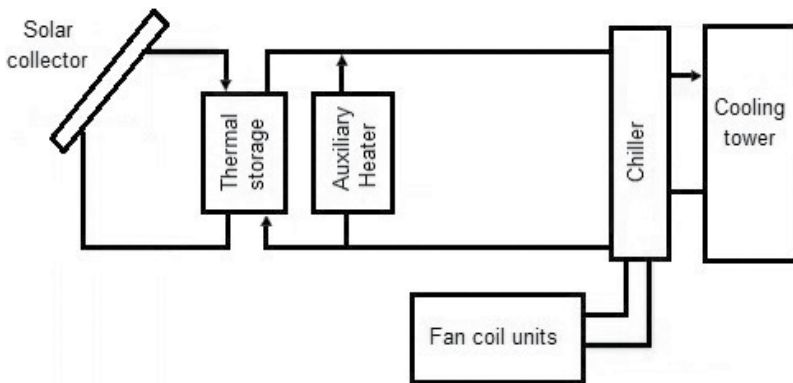 Solar
collector
Thermal
storage
Auxiliary
Heater
Chiller
Cooling
tower
Fan coil units